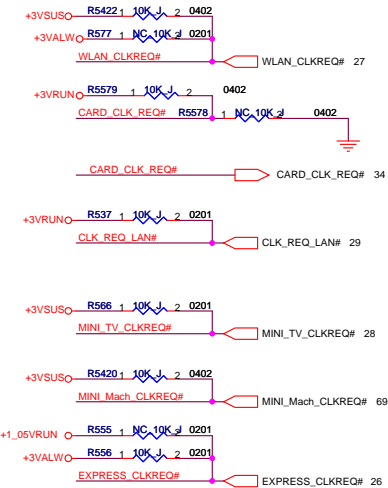 +3VSUS R5422 1 10K_J 2 0402
+3VALW R577 1 NC_10K_J 2 0201
WLAN_CLKREQ# WLAN_CLKREQ# 27
+3VRUN R5579 1 10K_J 2 0402
CARD_CLK_REQ# R5578 1 NC_10K_J 2 0402
CARD_CLK_REQ# CARD_CLK_REQ# 34
+3VRUN R537 1 10K_J 2 0201
CLK_REQ_LAN# CLK_REQ_LAN# 29
+3VSUS R566 1 10K_J 2 0201
MINI_TV_CLKREQ# MINI_TV_CLKREQ# 28
+3VSUS R5420 1 10K_J 2 0402
MINI_Mach_CLKREQ# MINI_Mach_CLKREQ# 69
+1_05VRUN R555 1 NC_10K_J 2 0201
+3VALW R556 1 10K_J 2 0201
EXPRESS_CLKREQ# EXPRESS_CLKREQ# 26